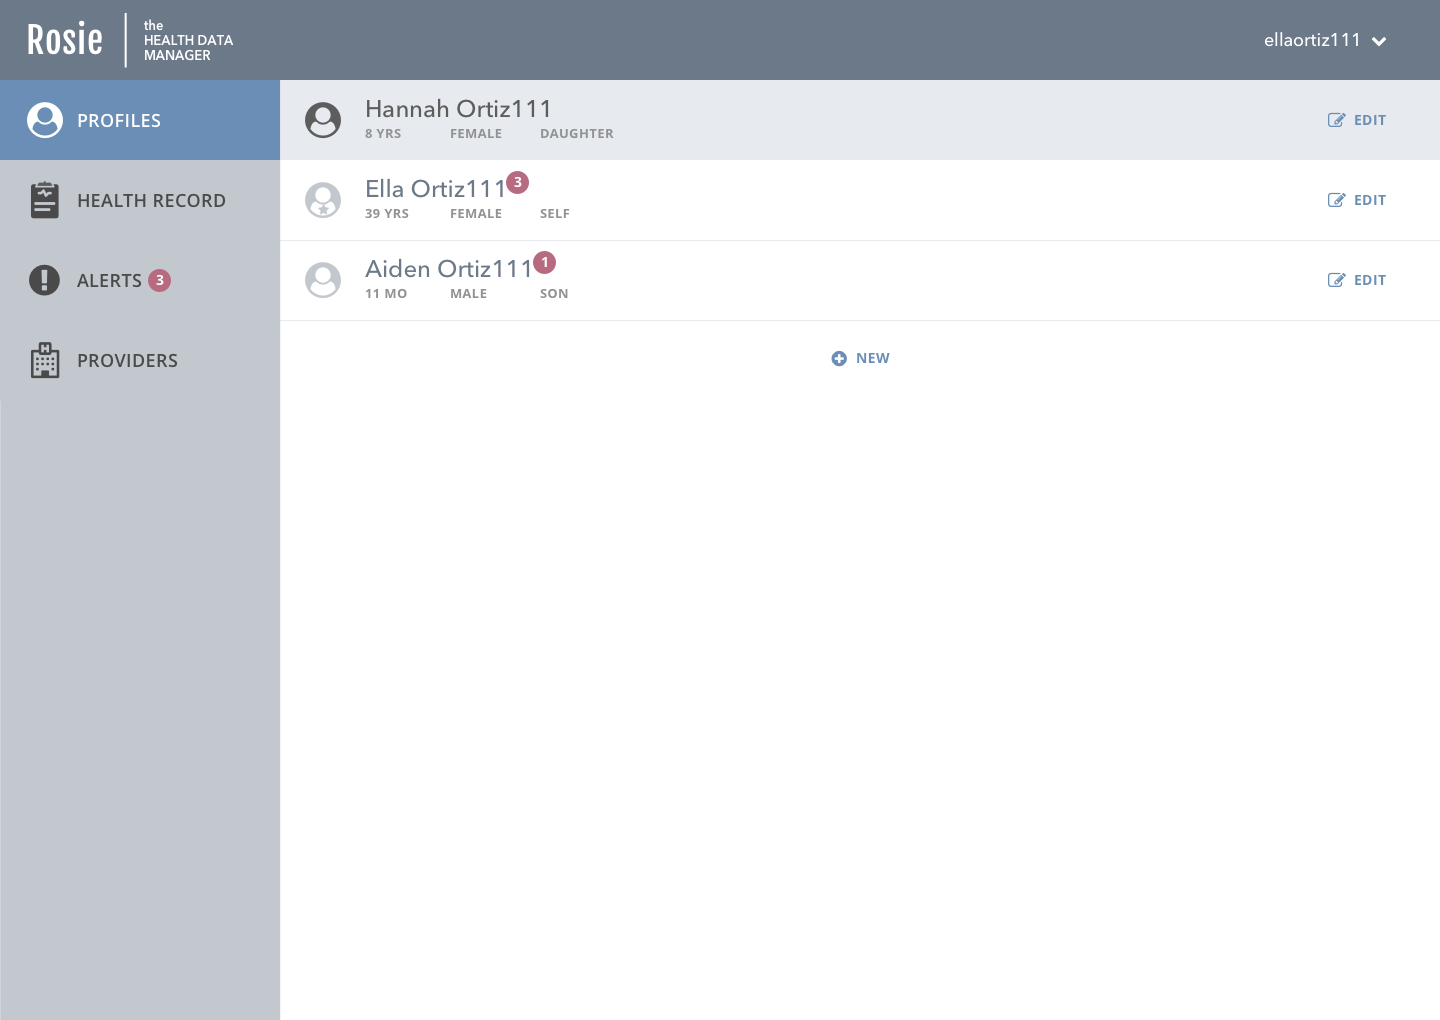 Rosie
the
HEALTH DATA
MANAGER
ellaortiz111
PROFILES
HEALTH RECORD
ALERTS 3
PROVIDERS
Hannah Ortiz111
8 YRS FEMALE DAUGHTER
EDIT
Ella Ortiz111 3
39 YRS FEMALE SELF
EDIT
Aiden Ortiz111 1
11 MO MALE SON
EDIT
NEW